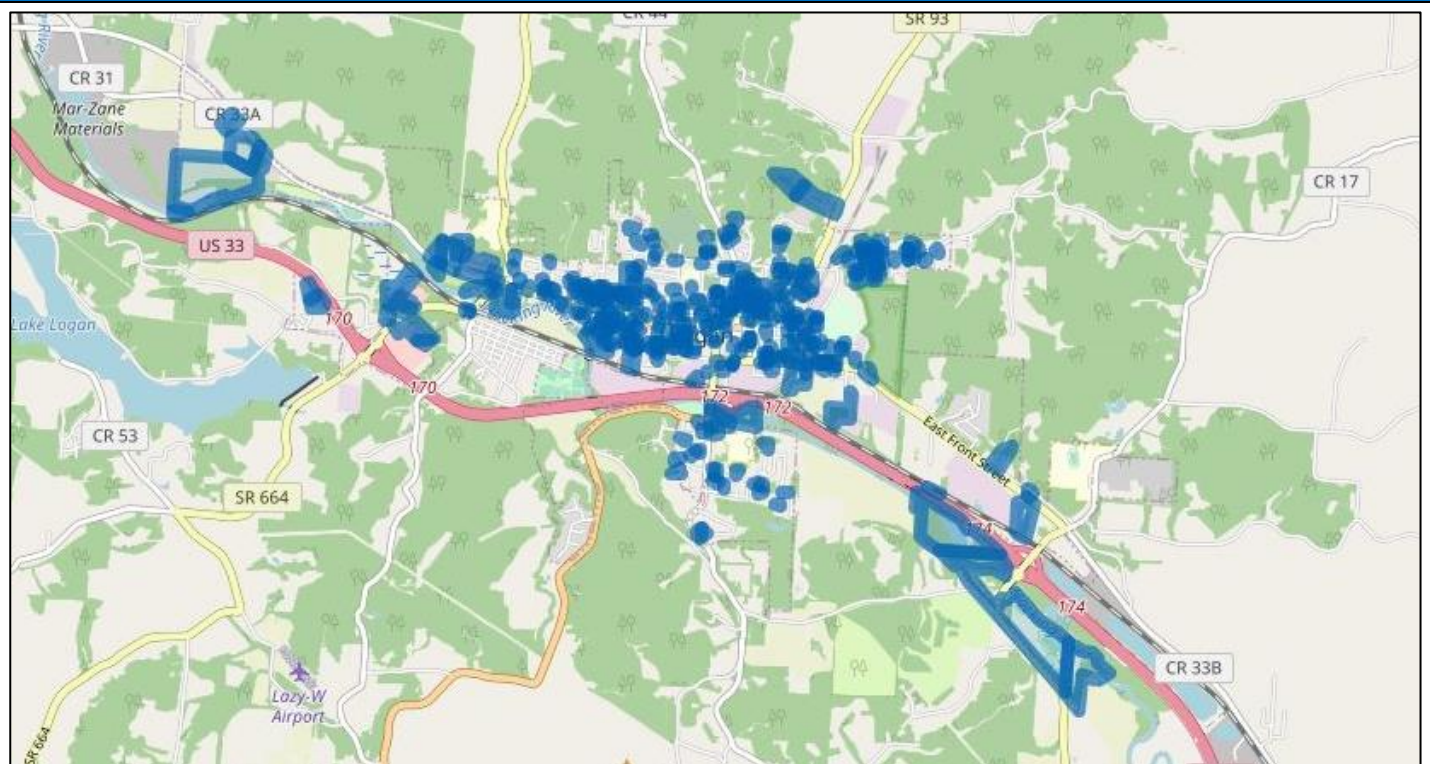 CR 44
SR 93
River
CR 31
Mar-Zane
Materials
CR 33A
CR 17
US 33
170
Lake Logan
170
172
172
CR 53
East Front Street
SR 664
174
174
CR 33B
Lazy-W
Airport
SR 664